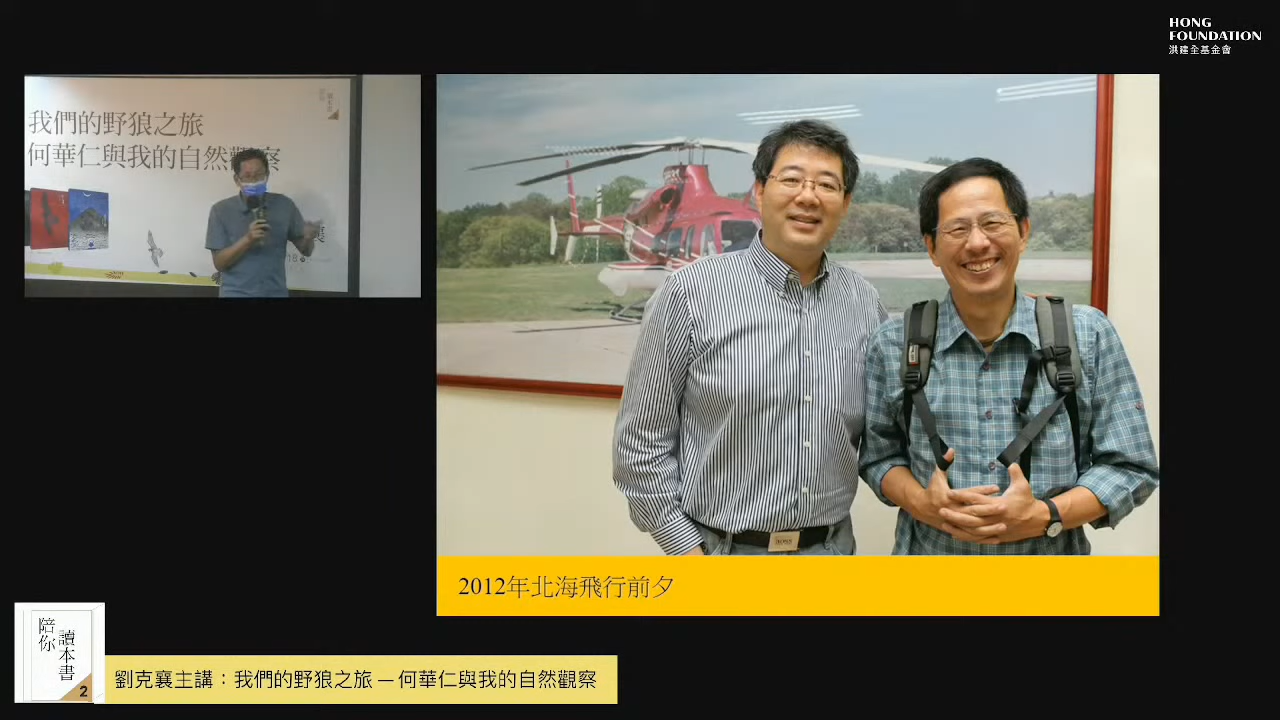 HONG
FOUNDATION
洪建全基金會
我們的野狼之旅
何華仁與我的自然觀察
2012年北海飛行前夕
陪你
讀本書
2
劉克襄主講：我們的野狼之旅 — 何華仁與我的自然觀察